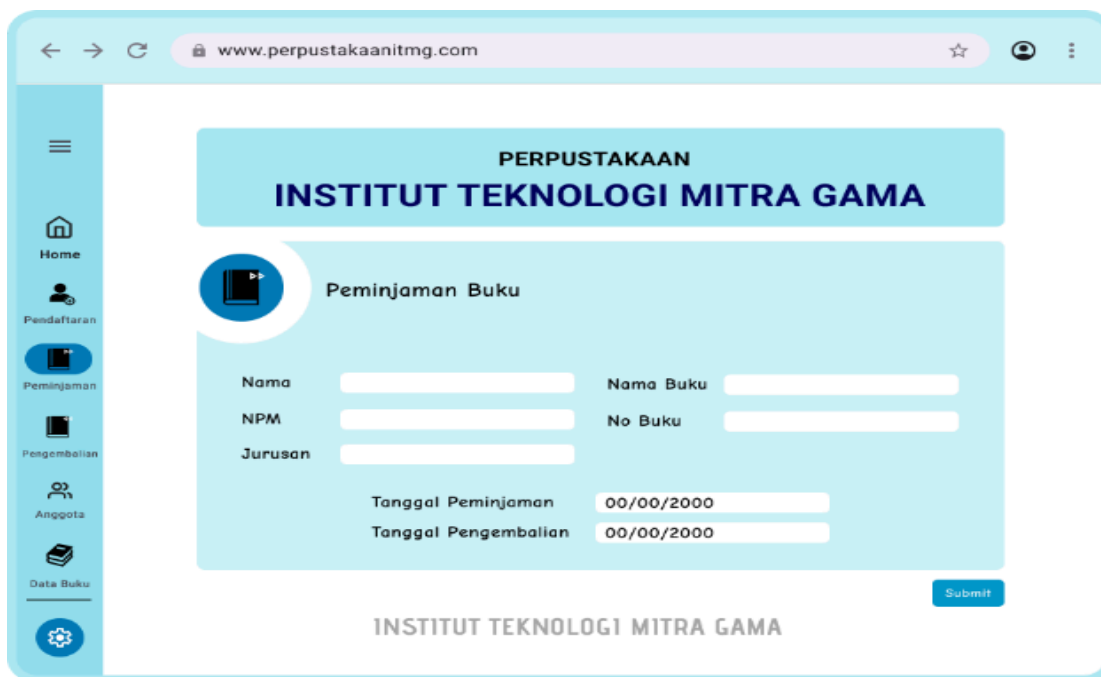 www.perpustakaanitmg.com
PERPUSTAKAAN
INSTITUT TEKNOLOGI MITRA GAMA
Home
Pendaftaran
Peminjaman
Pengembalian
Anggota
Data Buku
Peminjaman Buku
Nama
NPM
Jurusan
Nama Buku
No Buku
Tanggal Peminjaman 00/00/2000
Tanggal Pengembalian 00/00/2000
Submit
INSTITUT TEKNOLOGI MITRA GAMA